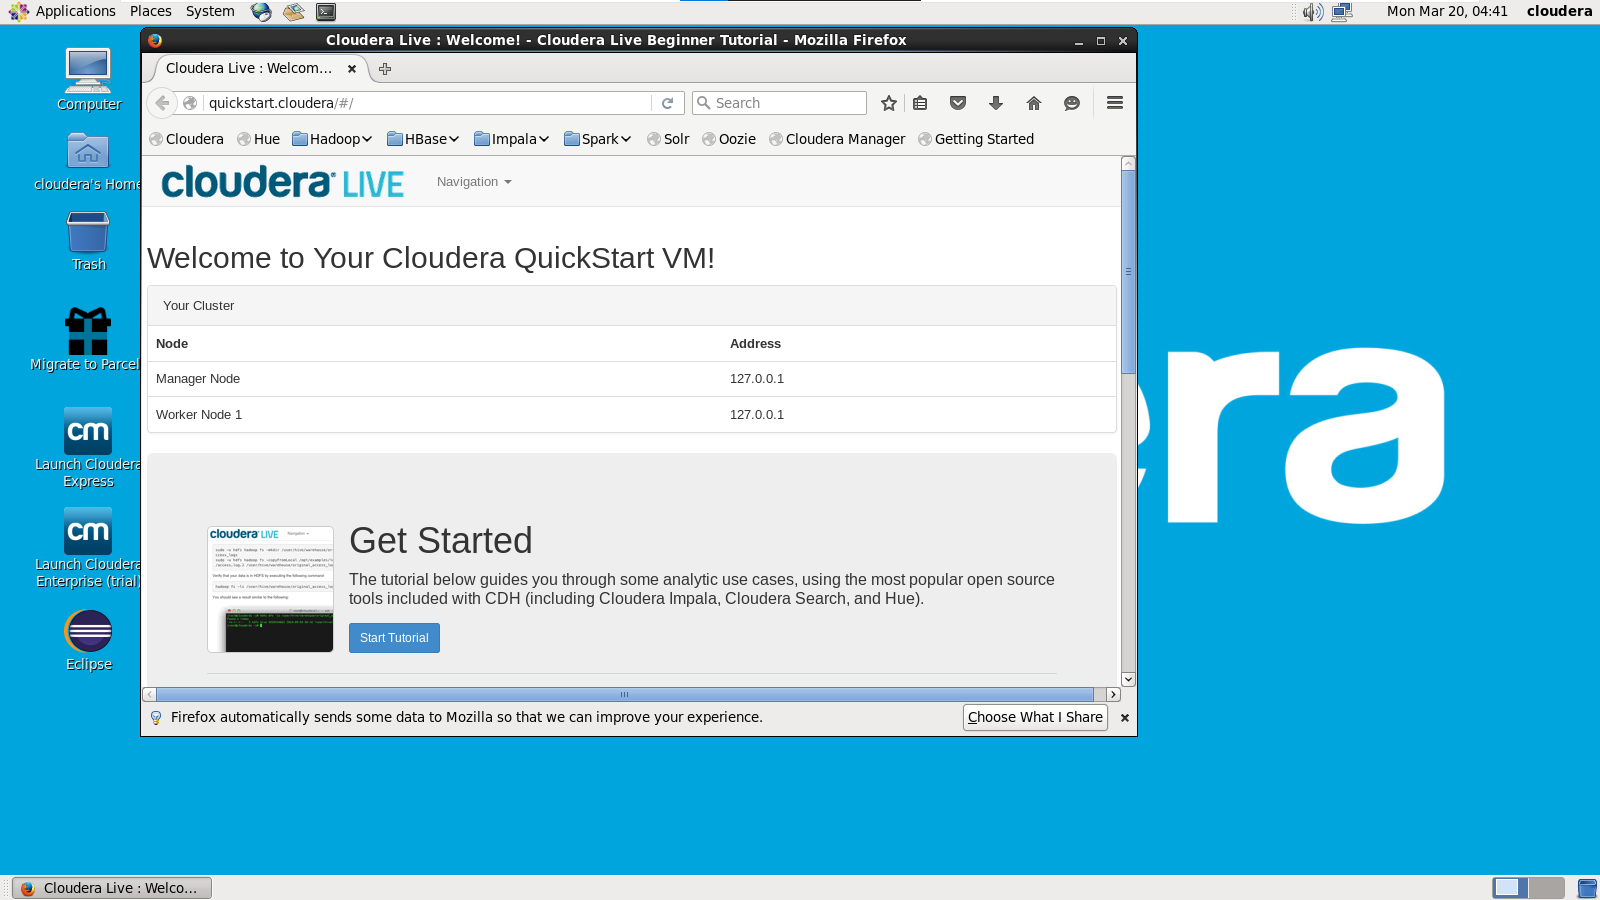 Applications Places System
Mon Mar 20, 04:41 cloudera
Computer
cloudera's Home
Trash
Migrate to Parcel
Launch Cloudera
Express
Launch Cloudera
Enterprise (trial)
Eclipse
Cloudera Live : Welcome! - Cloudera Live Beginner Tutorial - Mozilla Firefox
Cloudera Live : Welcom...
quickstart.cloudera/#/
Search
Cloudera Hue Hadoop HBase Impala Spark Solr Oozie Cloudera Manager Getting Started
cloudera LIVE Navigation
Welcome to Your Cloudera QuickStart VM!
Your Cluster
Node Address
Manager Node 127.0.0.1
Worker Node 1 127.0.0.1
cloudera LIVE Navigation
Get Started
The tutorial below guides you through some analytic use cases, using the most popular open source
tools included with CDH (including Cloudera Impala, Cloudera Search, and Hue).
Start Tutorial
Firefox automatically sends some data to Mozilla so that we can improve your experience.
Choose What I Share
era
cm
cm
Cloudera Live : Welco...